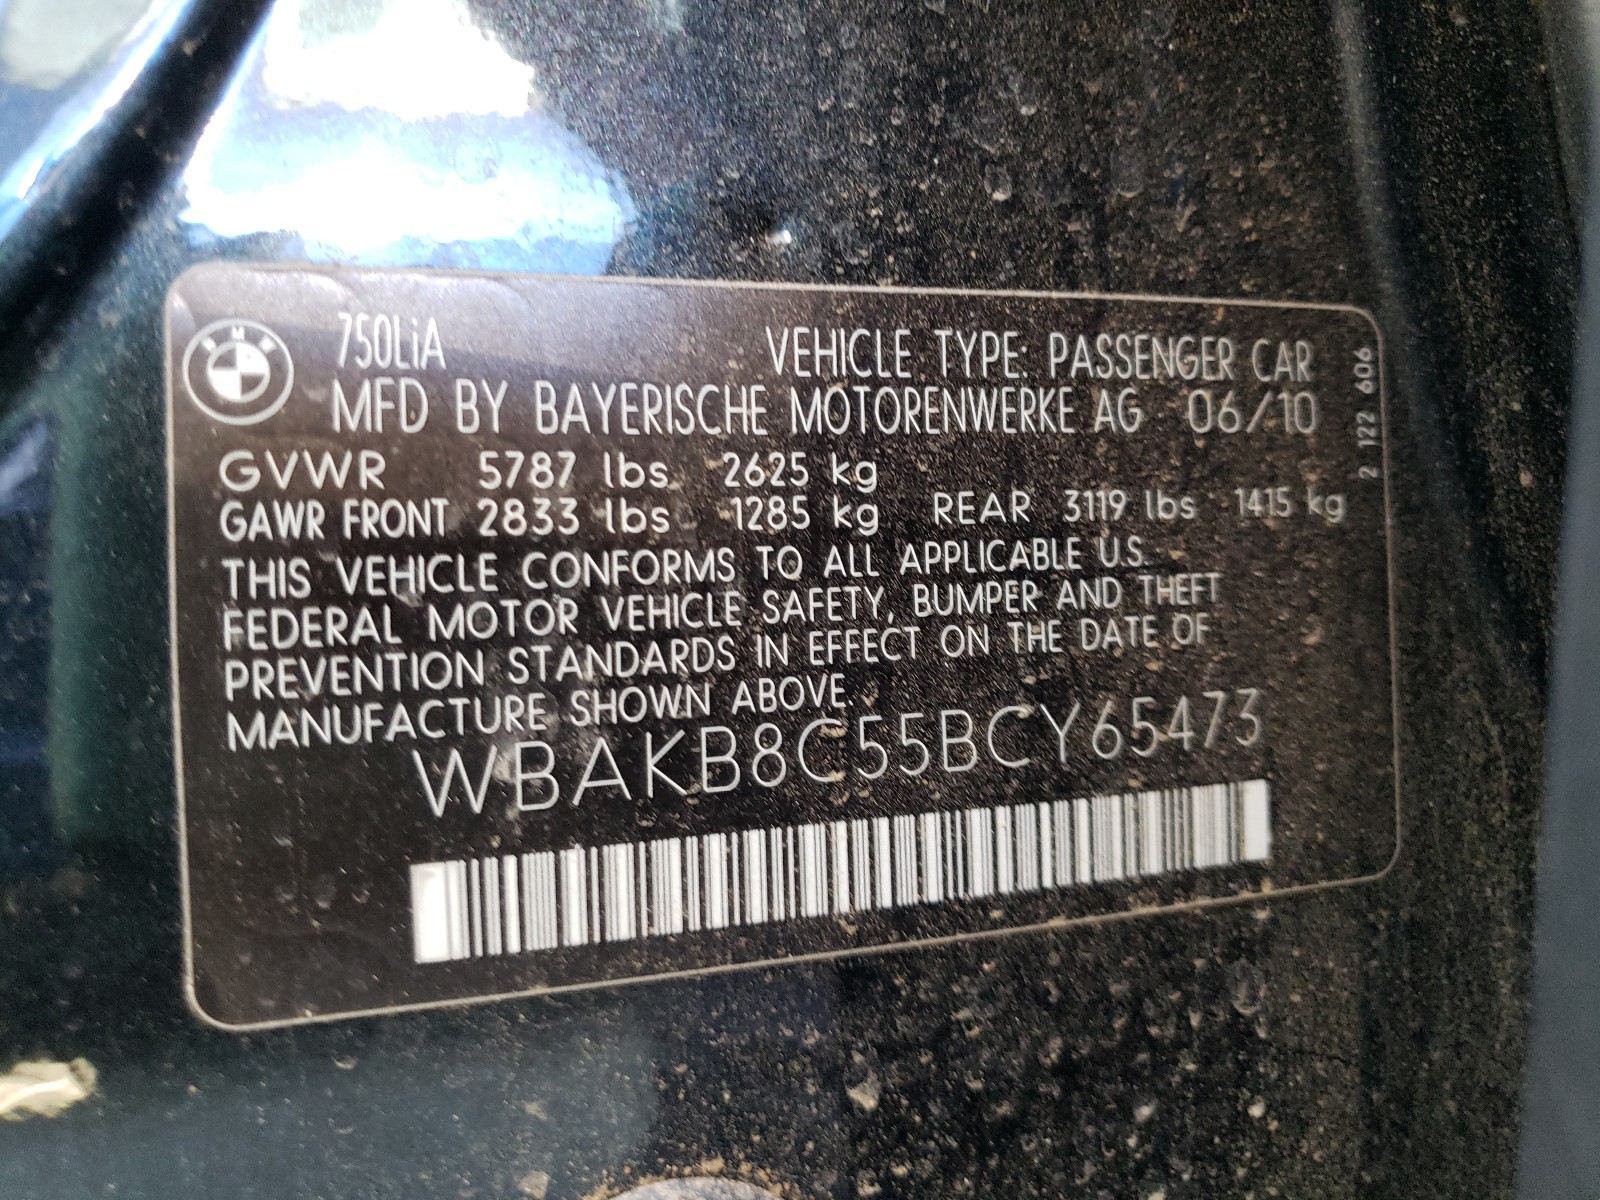 BMW
750LiA VEHICLE TYPE: PASSENGER CAR
MFD BY BAYERISCHE MOTORENWERKE AG 06/10
GVWR 5787 lbs 2625 kg
GAWR FRONT 2833 lbs 1285 kg REAR 3119 lbs 1415 kg
THIS VEHICLE CONFORMS TO ALL APPLICABLE U.S.
FEDERAL MOTOR VEHICLE SAFETY, BUMPER AND THEFT
PREVENTION STANDARDS IN EFFECT ON THE DATE OF
MANUFACTURE SHOWN ABOVE.
WBAKB8C55BCY65473
2 122 606